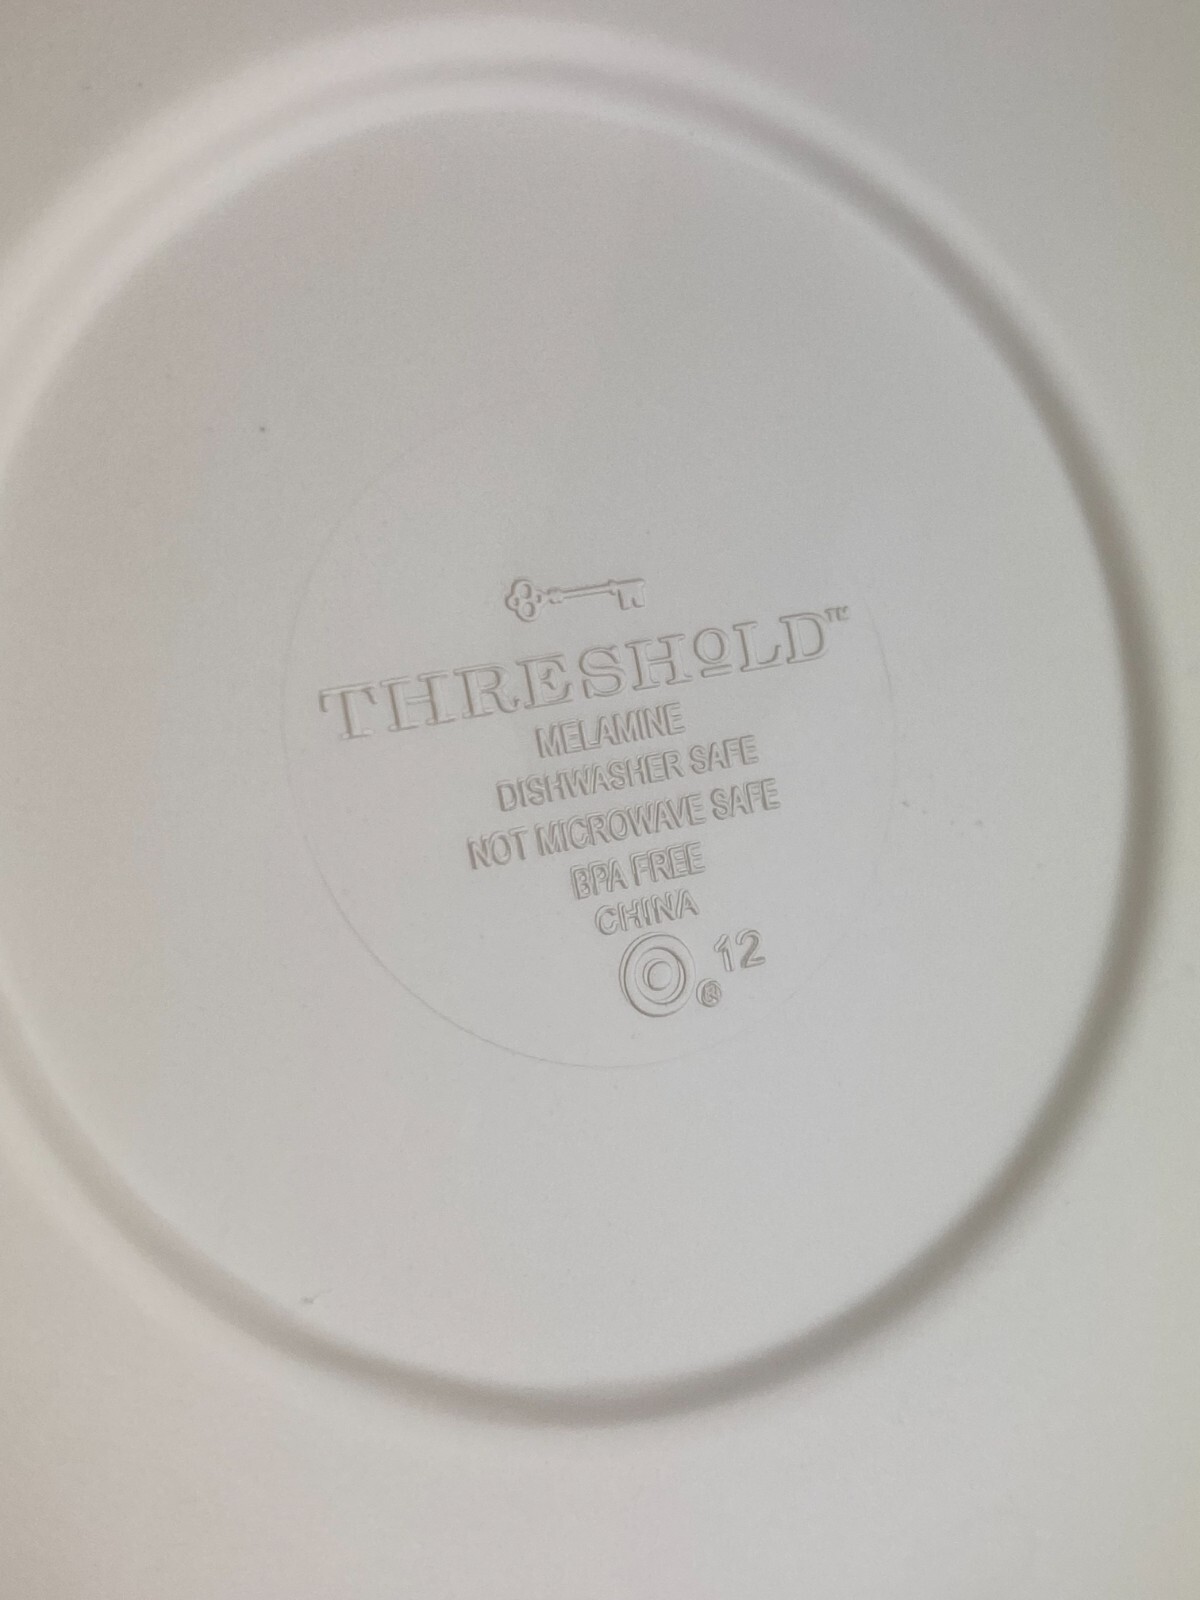 THRESHOLD™
MELAMINE
DISHWASHER SAFE
NOT MICROWAVE SAFE
BPA FREE
CHINA
® 12